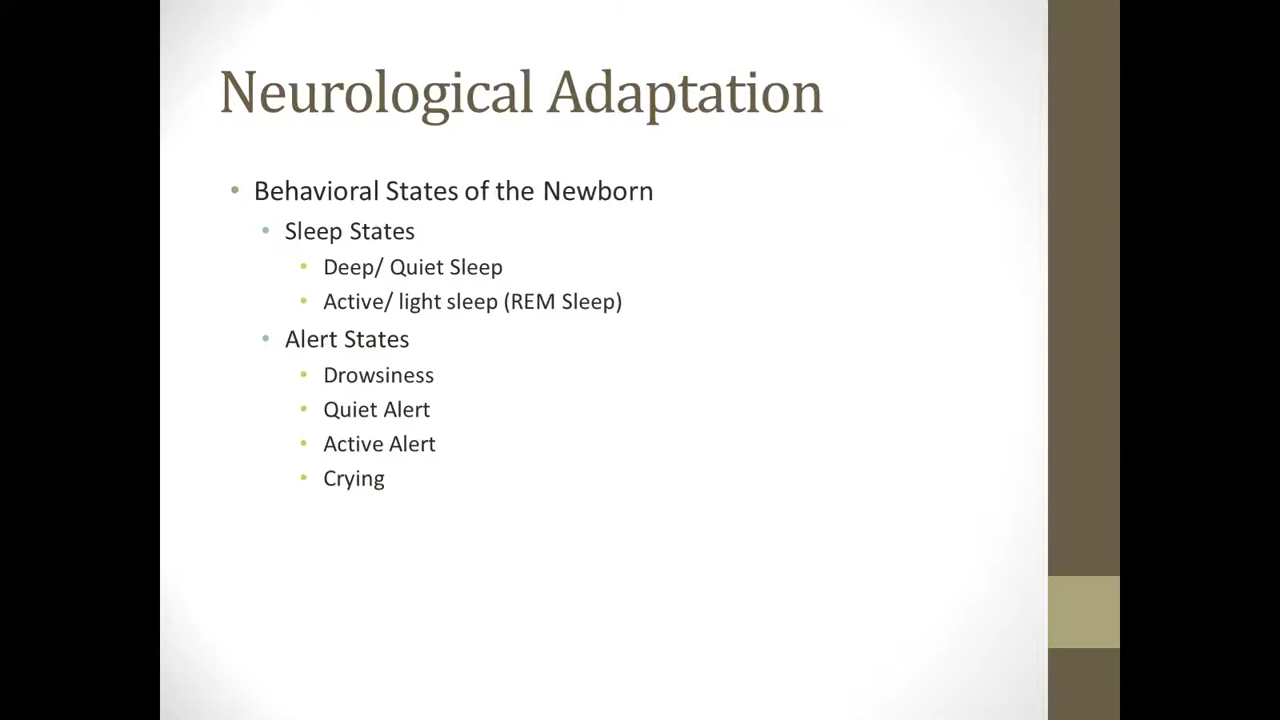 Neurological Adaptation
• Behavioral States of the Newborn
• Sleep States
• Deep/ Quiet Sleep
• Active/ light sleep (REM Sleep)
• Alert States
• Drowsiness
• Quiet Alert
• Active Alert
• Crying